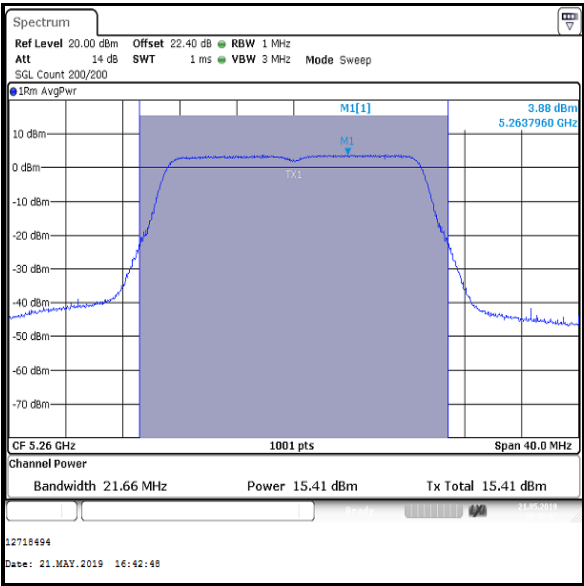 Spectrum
Ref Level 20.00 dBm Offset 22.40 dB RBW 1 MHz
Att 14 dB SWT 1 ms VBW 3 MHz Mode Sweep
SGL Count 200/200
1Rm AvgPwr
M1[1] 3.88 dBm
5.2637960 GHz
10 dBm
M1
0 dBm
TX1
-10 dBm
-20 dBm
-30 dBm
-40 dBm
-50 dBm
-60 dBm
-70 dBm
CF 5.26 GHz 1001 pts Span 40.0 MHz
Channel Power
Bandwidth 21.66 MHz Power 15.41 dBm Tx Total 15.41 dBm
Ready 21.05.2019
12718494
Date: 21.MAY.2019 16:42:48